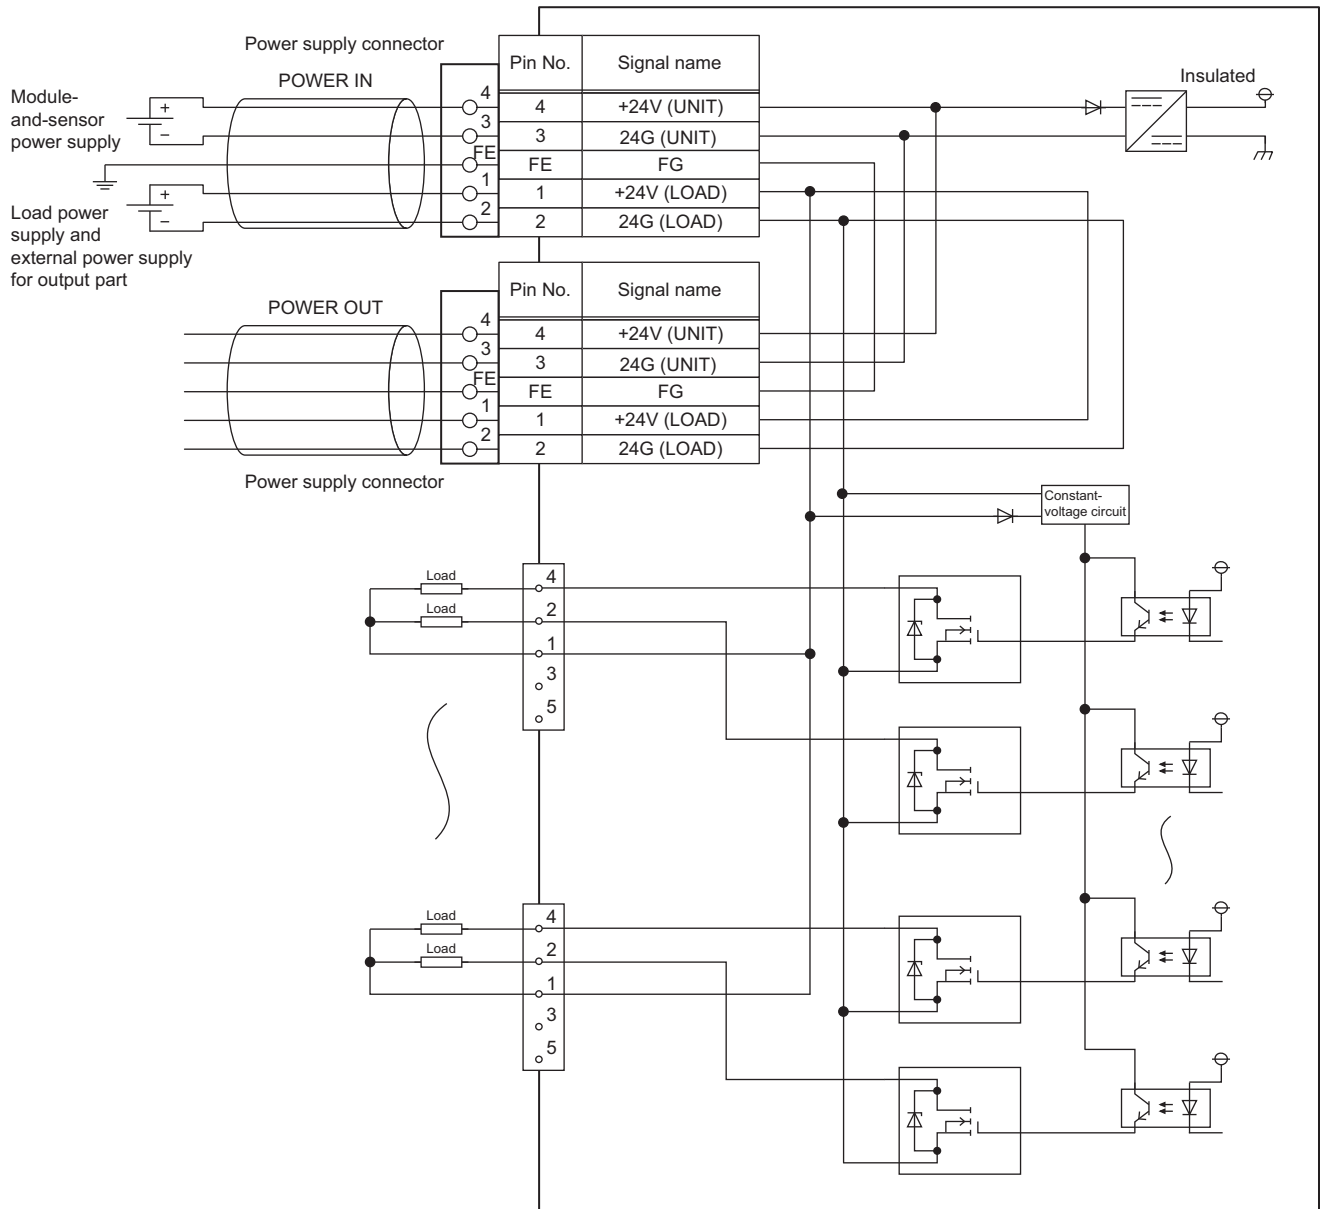 Power supply connector
POWER IN
Module-
and-sensor
power supply
+
−
4
3
FE
1
2
Load power
supply and
external power supply
for output part
+
−
Pin No. Signal name
4 +24V (UNIT)
3 24G (UNIT)
FE FG
1 +24V (LOAD)
2 24G (LOAD)
Insulated
POWER OUT
4
3
FE
1
2
Pin No. Signal name
4 +24V (UNIT)
3 24G (UNIT)
FE FG
1 +24V (LOAD)
2 24G (LOAD)
Power supply connector
Constant-
voltage circuit
Load 4
Load 2
1
3
5
Load 4
Load 2
1
3
5